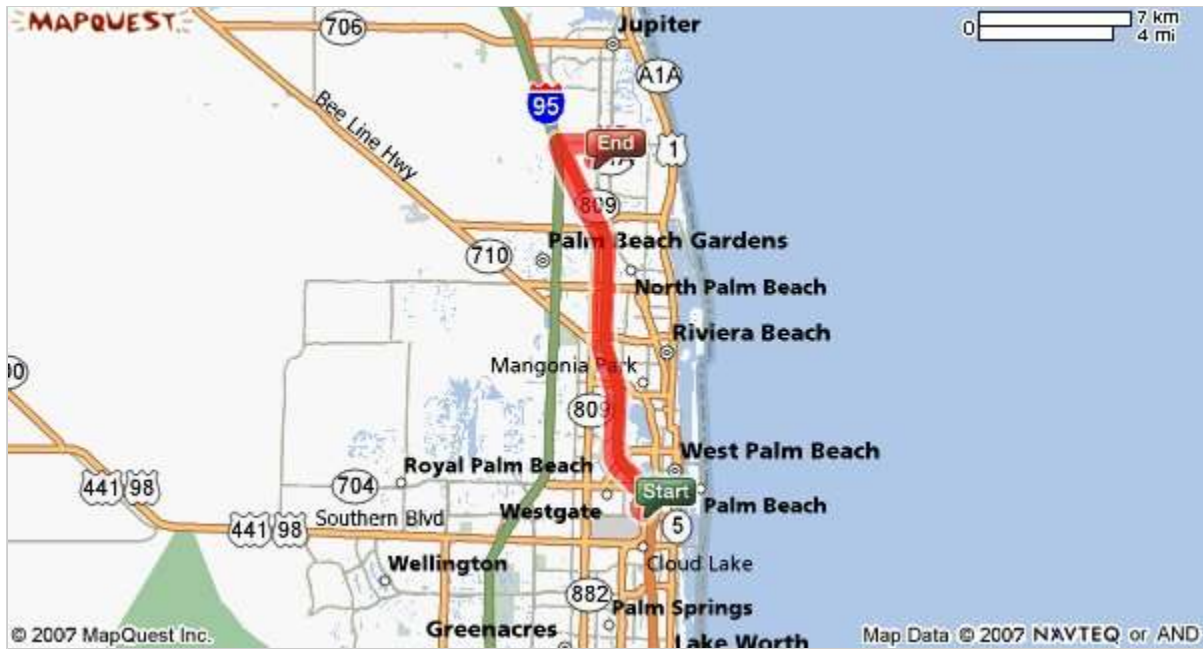 MAPQUEST
706
Jupiter
0
7 km
4 mi
A1A
95
Bee Line Hwy
End
1
1A
809
Palm Beach Gardens
710
North Palm Beach
Riviera Beach
Mangonia Park
809
West Palm Beach
Royal Palm Beach
441 98
704
Start
Westgate
Palm Beach
441 98
Southern Blvd
5
Wellington
Cloud Lake
882
Palm Springs
Greenacres
Lake Worth
© 2007 MapQuest Inc.
Map Data © 2007 NAVTEQ or AND